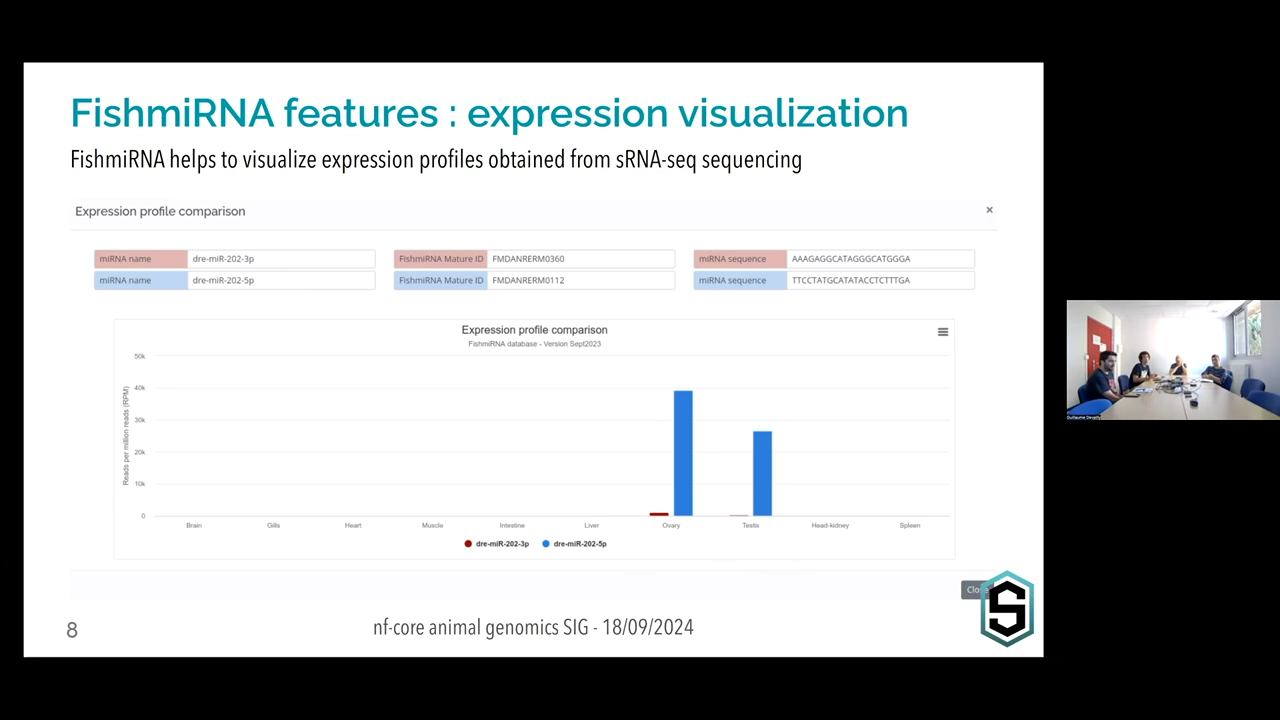 FishmiRNA features : expression visualization
FishmiRNA helps to visualize expression profiles obtained from sRNA-seq sequencing
Expression profile comparison ×
miRNA name dre-miR-202-3p FishmiRNA Mature ID FMDANRERM0360 miRNA sequence AAAGAGGCATAGGGCATGGGA
miRNA name dre-miR-202-5p FishmiRNA Mature ID FMDANRERM0112 miRNA sequence TTCCTATGCATATACCTCTTTGA
Expression profile comparison
FishmiRNA database - Version Sept2023
Reads per million reads (RPM)
50k
40k
30k
20k
10k
0
Brain Gills Heart Muscle Intestine Liver Ovary Testis Head-kidney Spleen
dre-miR-202-3p dre-miR-202-5p
Clo
8 nf-core animal genomics SIG - 18/09/2024
S